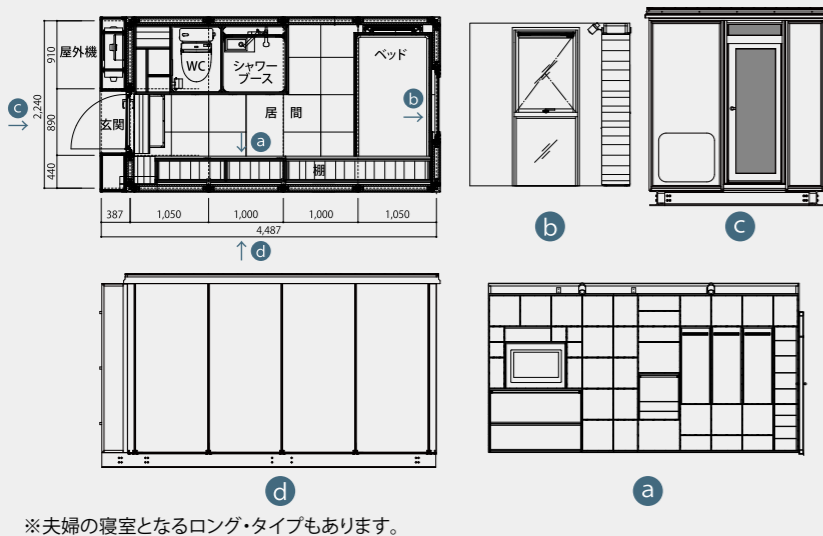 屋外機
WC
シャワー
ブース
ベッド
玄関
居間
棚
a
b
c
d
910
2,240
890
440
387
1,050
1,000
1,000
1,050
4,487
b
c
d
a
※夫婦の寝室となるロング・タイプもあります。